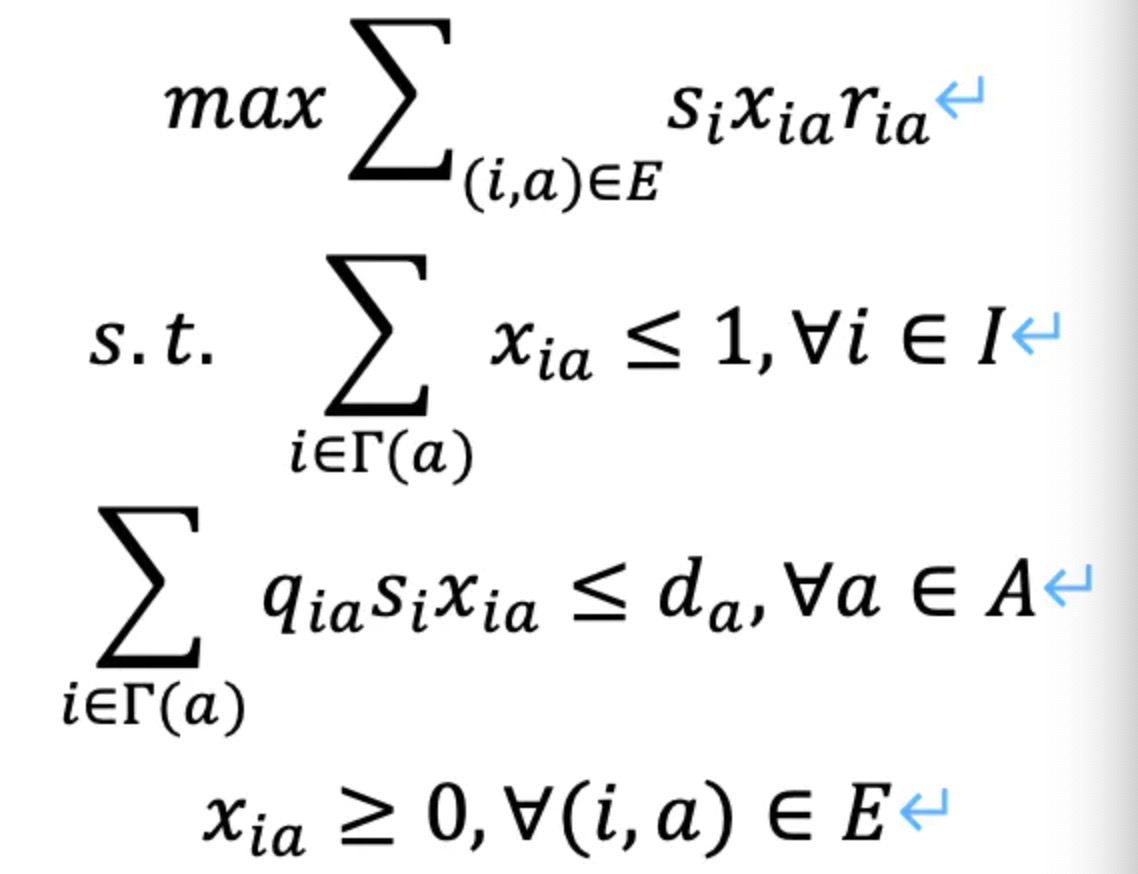 max ∑_{(i,a)∈E} s_i x_{ia} r_{ia} ↵
s.t. ∑_{i∈Γ(a)} x_{ia} ≤ 1, ∀i ∈ I ↵
∑_{i∈Γ(a)} q_{ia} s_i x_{ia} ≤ d_a, ∀a ∈ A ↵
x_{ia} ≥ 0, ∀(i, a) ∈ E ↵